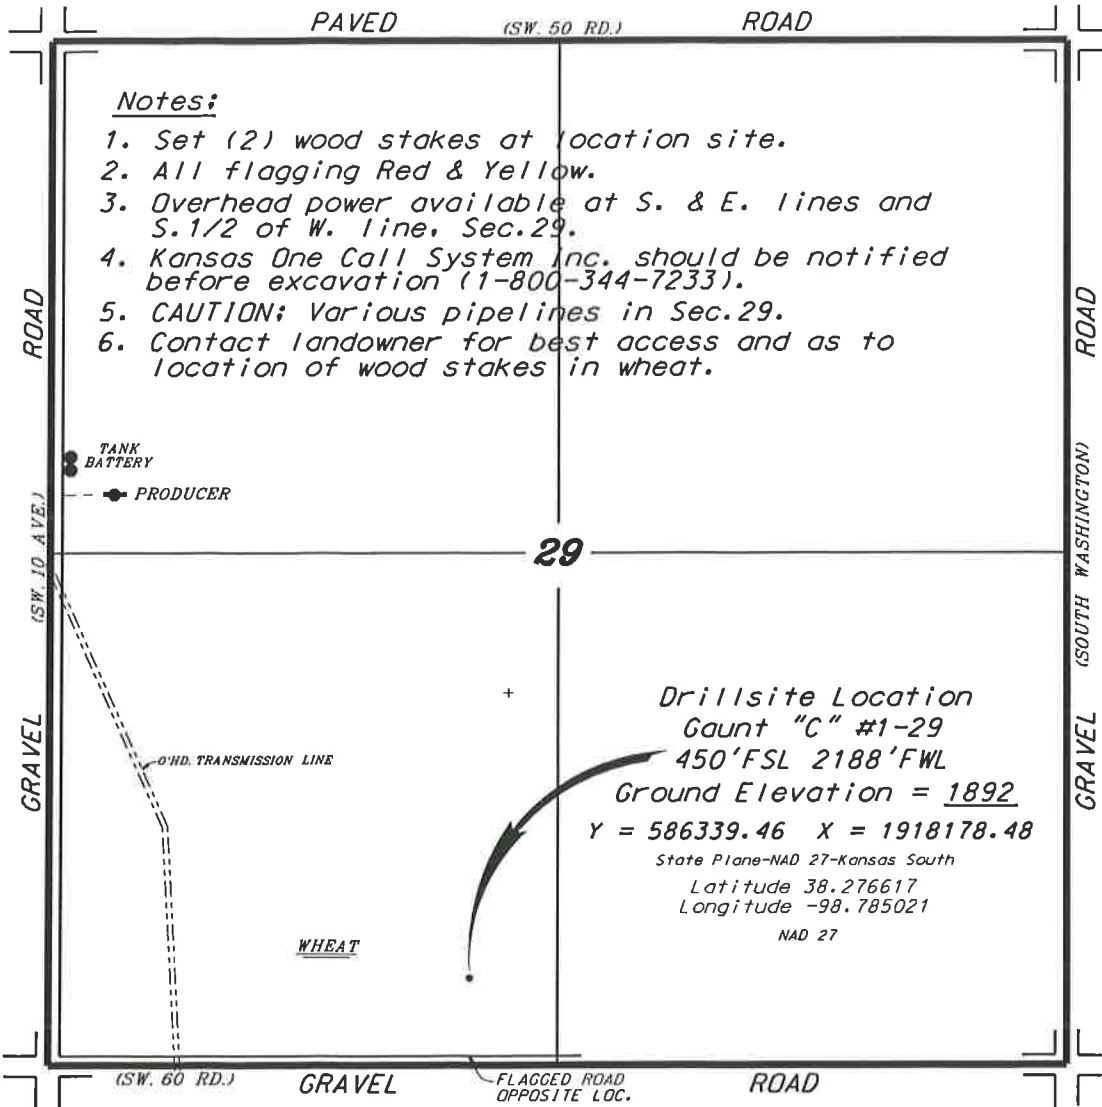 PAVED (SW. 50 RD.) ROAD
Notes:
1. Set (2) wood stakes at location site.
2. All flagging Red & Yellow.
3. Overhead power available at S. & E. lines and
S.1/2 of W. line, Sec.29.
4. Kansas One Call System Inc. should be notified
before excavation (1-800-344-7233).
5. CAUTION: Various pipelines in Sec.29.
6. Contact landowner for best access and as to
location of wood stakes in wheat.
ROAD
ROAD
TANK
BATTERY
PRODUCER
(SW. 10 AVE.)
29
(SOUTH WASHINGTON)
GRAVEL
O'HD. TRANSMISSION LINE
Drillsite Location
Gaunt "C" #1-29
450'FSL 2188'FWL
Ground Elevation = 1892
Y = 586339.46 X = 1918178.48
State Plane-NAD 27-Kansas South
Latitude 38.276617
Longitude -98.785021
NAD 27
GRAVEL
WHEAT
(SW. 60 RD.) GRAVEL
FLAGGED ROAD
OPPOSITE LOC.
ROAD